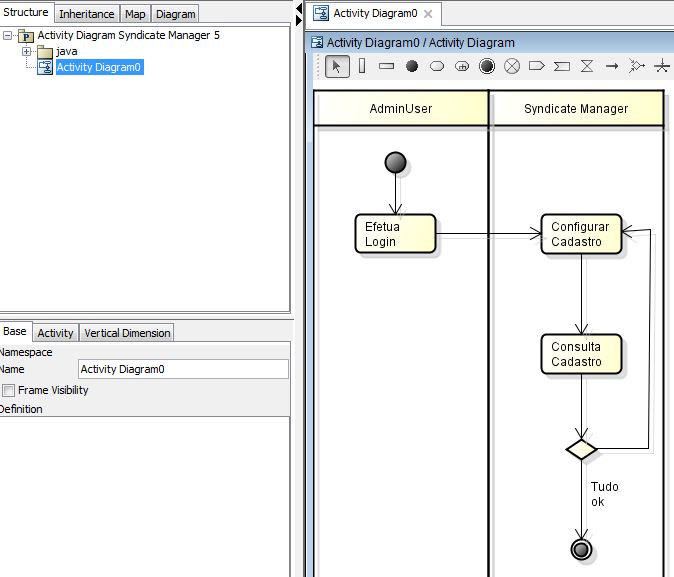 Structure Inheritance Map Diagram
Activity Diagram Syndicate Manager 5
java
Activity Diagram0
Base Activity Vertical Dimension
Namespace
Name Activity Diagram0
Frame Visibility
Definition
Activity Diagram0
Activity Diagram0 / Activity Diagram
AdminUser Syndicate Manager
Efetua
Login
Configurar
Cadastro
Consulta
Cadastro
Tudo
ok